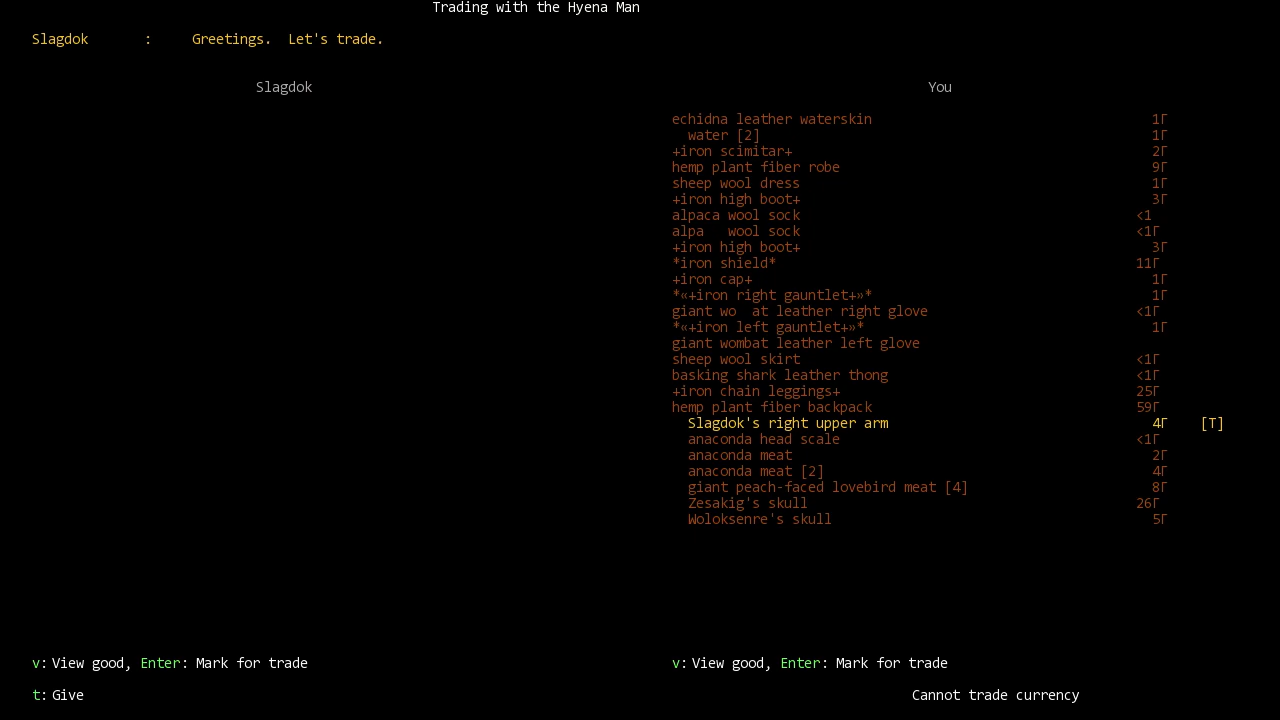 Trading with the Hyena Man
Slagdok : Greetings. Let's trade.
Slagdok You
echidna leather waterskin 1Γ
water [2] 1Γ
+iron scimitar+ 2Γ
hemp plant fiber robe 9Γ
sheep wool dress 1Γ
+iron high boot+ 3Γ
alpaca wool sock <1
alpa wool sock <1Γ
+iron high boot+ 3Γ
*iron shield* 11Γ
+iron cap+ 1Γ
*«+iron right gauntlet+»* 1Γ
giant wo at leather right glove <1Γ
*«+iron left gauntlet+»* 1Γ
giant wombat leather left glove
sheep wool skirt <1Γ
basking shark leather thong <1Γ
+iron chain leggings+ 25Γ
hemp plant fiber backpack 59Γ
Slagdok's right upper arm 4Γ [T]
anaconda head scale <1Γ
anaconda meat 2Γ
anaconda meat [2] 4Γ
giant peach-faced lovebird meat [4] 8Γ
Zesakig's skull 26Γ
Woloksenre's skull 5Γ
v: View good, Enter: Mark for trade v: View good, Enter: Mark for trade
t: Give Cannot trade currency